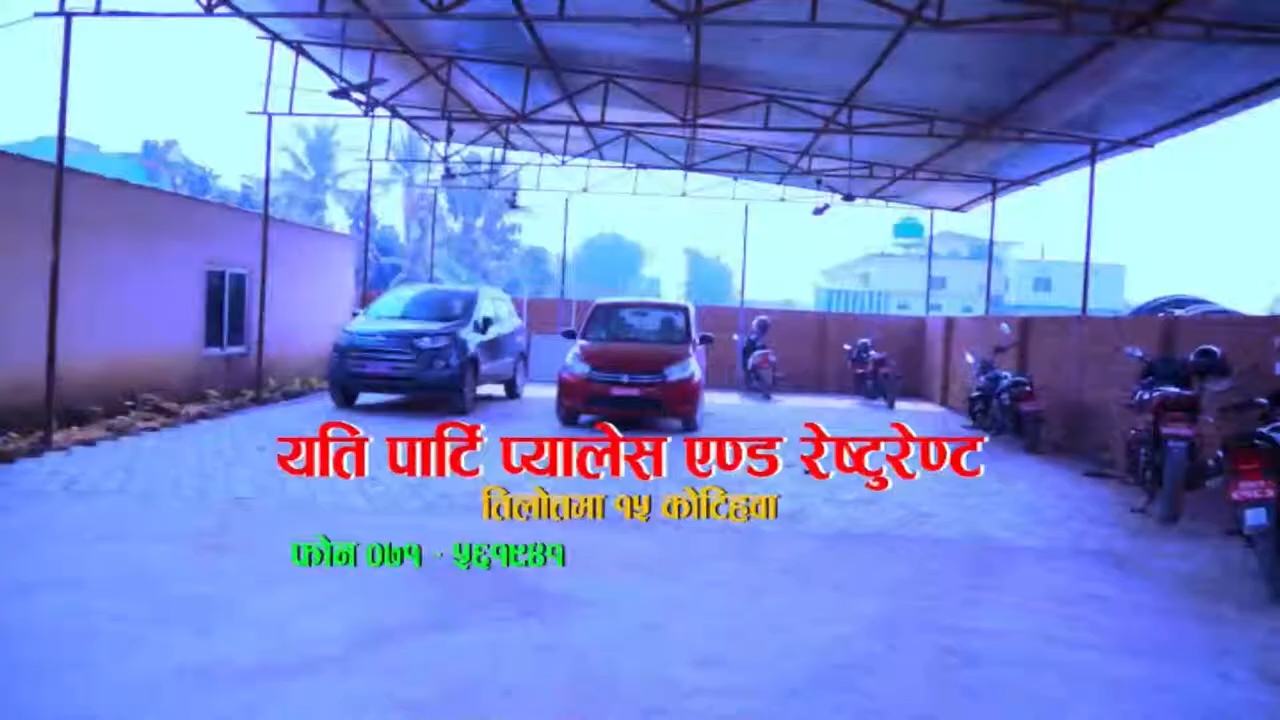 यति पार्टि प्यालेस एण्ड रेष्टुरेण्ट
तिलोतमा १५ कोटिहवा
फोन ०७१ - ५६१९४१